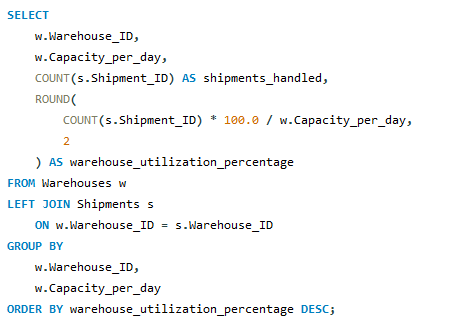 SELECT
    w.Warehouse_ID,
    w.Capacity_per_day,
    COUNT(s.Shipment_ID) AS shipments_handled,
    ROUND(
        COUNT(s.Shipment_ID) * 100.0 / w.Capacity_per_day,
        2
    ) AS warehouse_utilization_percentage
FROM Warehouses w
LEFT JOIN Shipments s
    ON w.Warehouse_ID = s.Warehouse_ID
GROUP BY
    w.Warehouse_ID,
    w.Capacity_per_day
ORDER BY warehouse_utilization_percentage DESC;